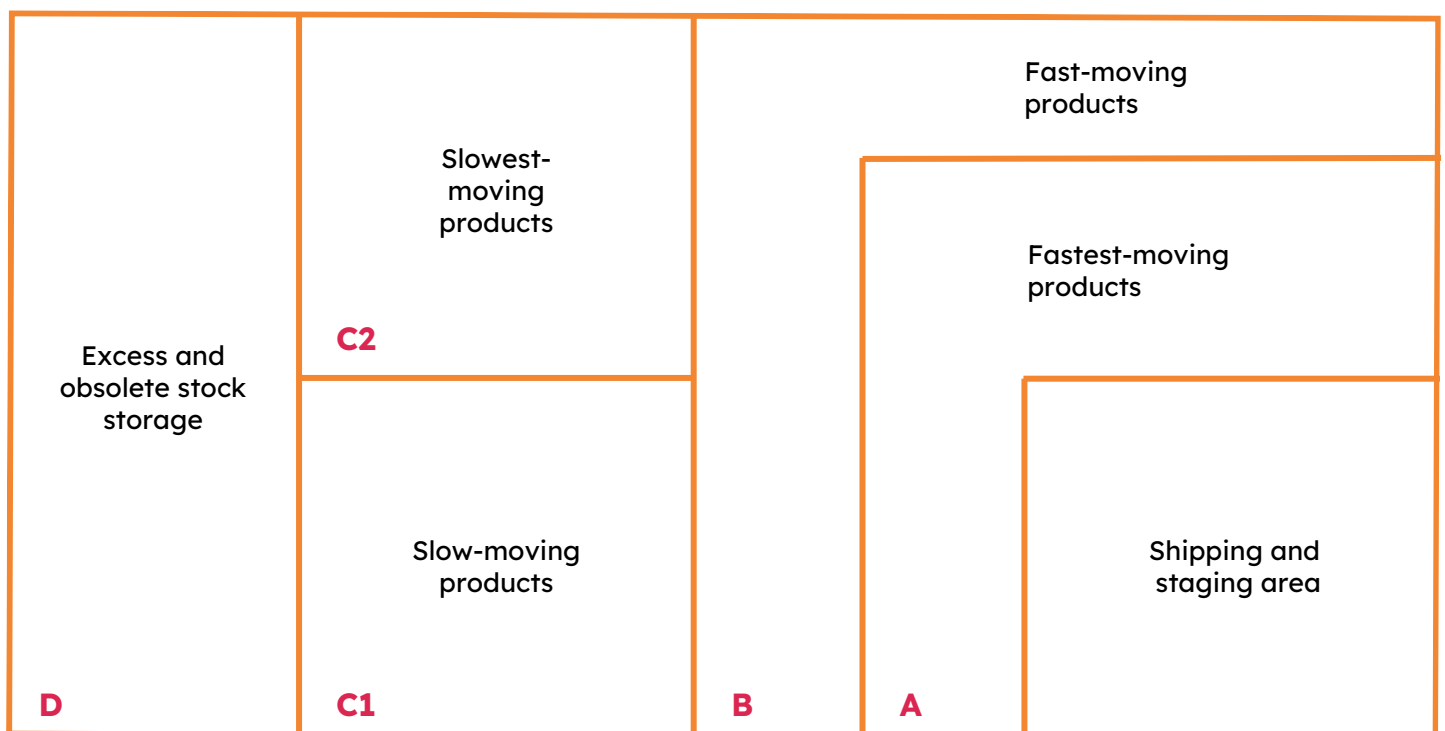 Fast-moving
products
Slowest-
moving
products
Fastest-moving
products
C2
Excess and
obsolete stock
storage
Slow-moving
products
Shipping and
staging area
D
C1
B
A